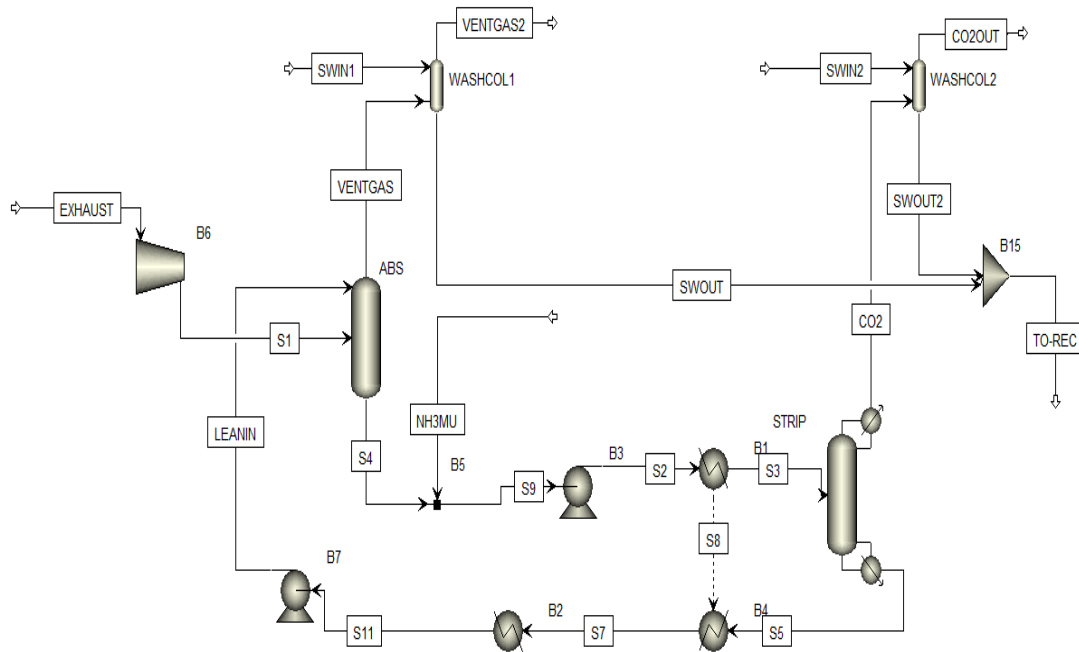 VENTGAS2
CO2OUT
SWIN1
SWIN2
WASHCOL1
WASHCOL2
VENTGAS
EXHAUST
SWOUT2
B6
B15
ABS
SWOUT
CO2
S1
TO-REC
NH3MU
STRIP
LEANIN
S4
B5
B3
B1
S9
S2
S3
S8
B7
B2
B4
S11
S7
S5